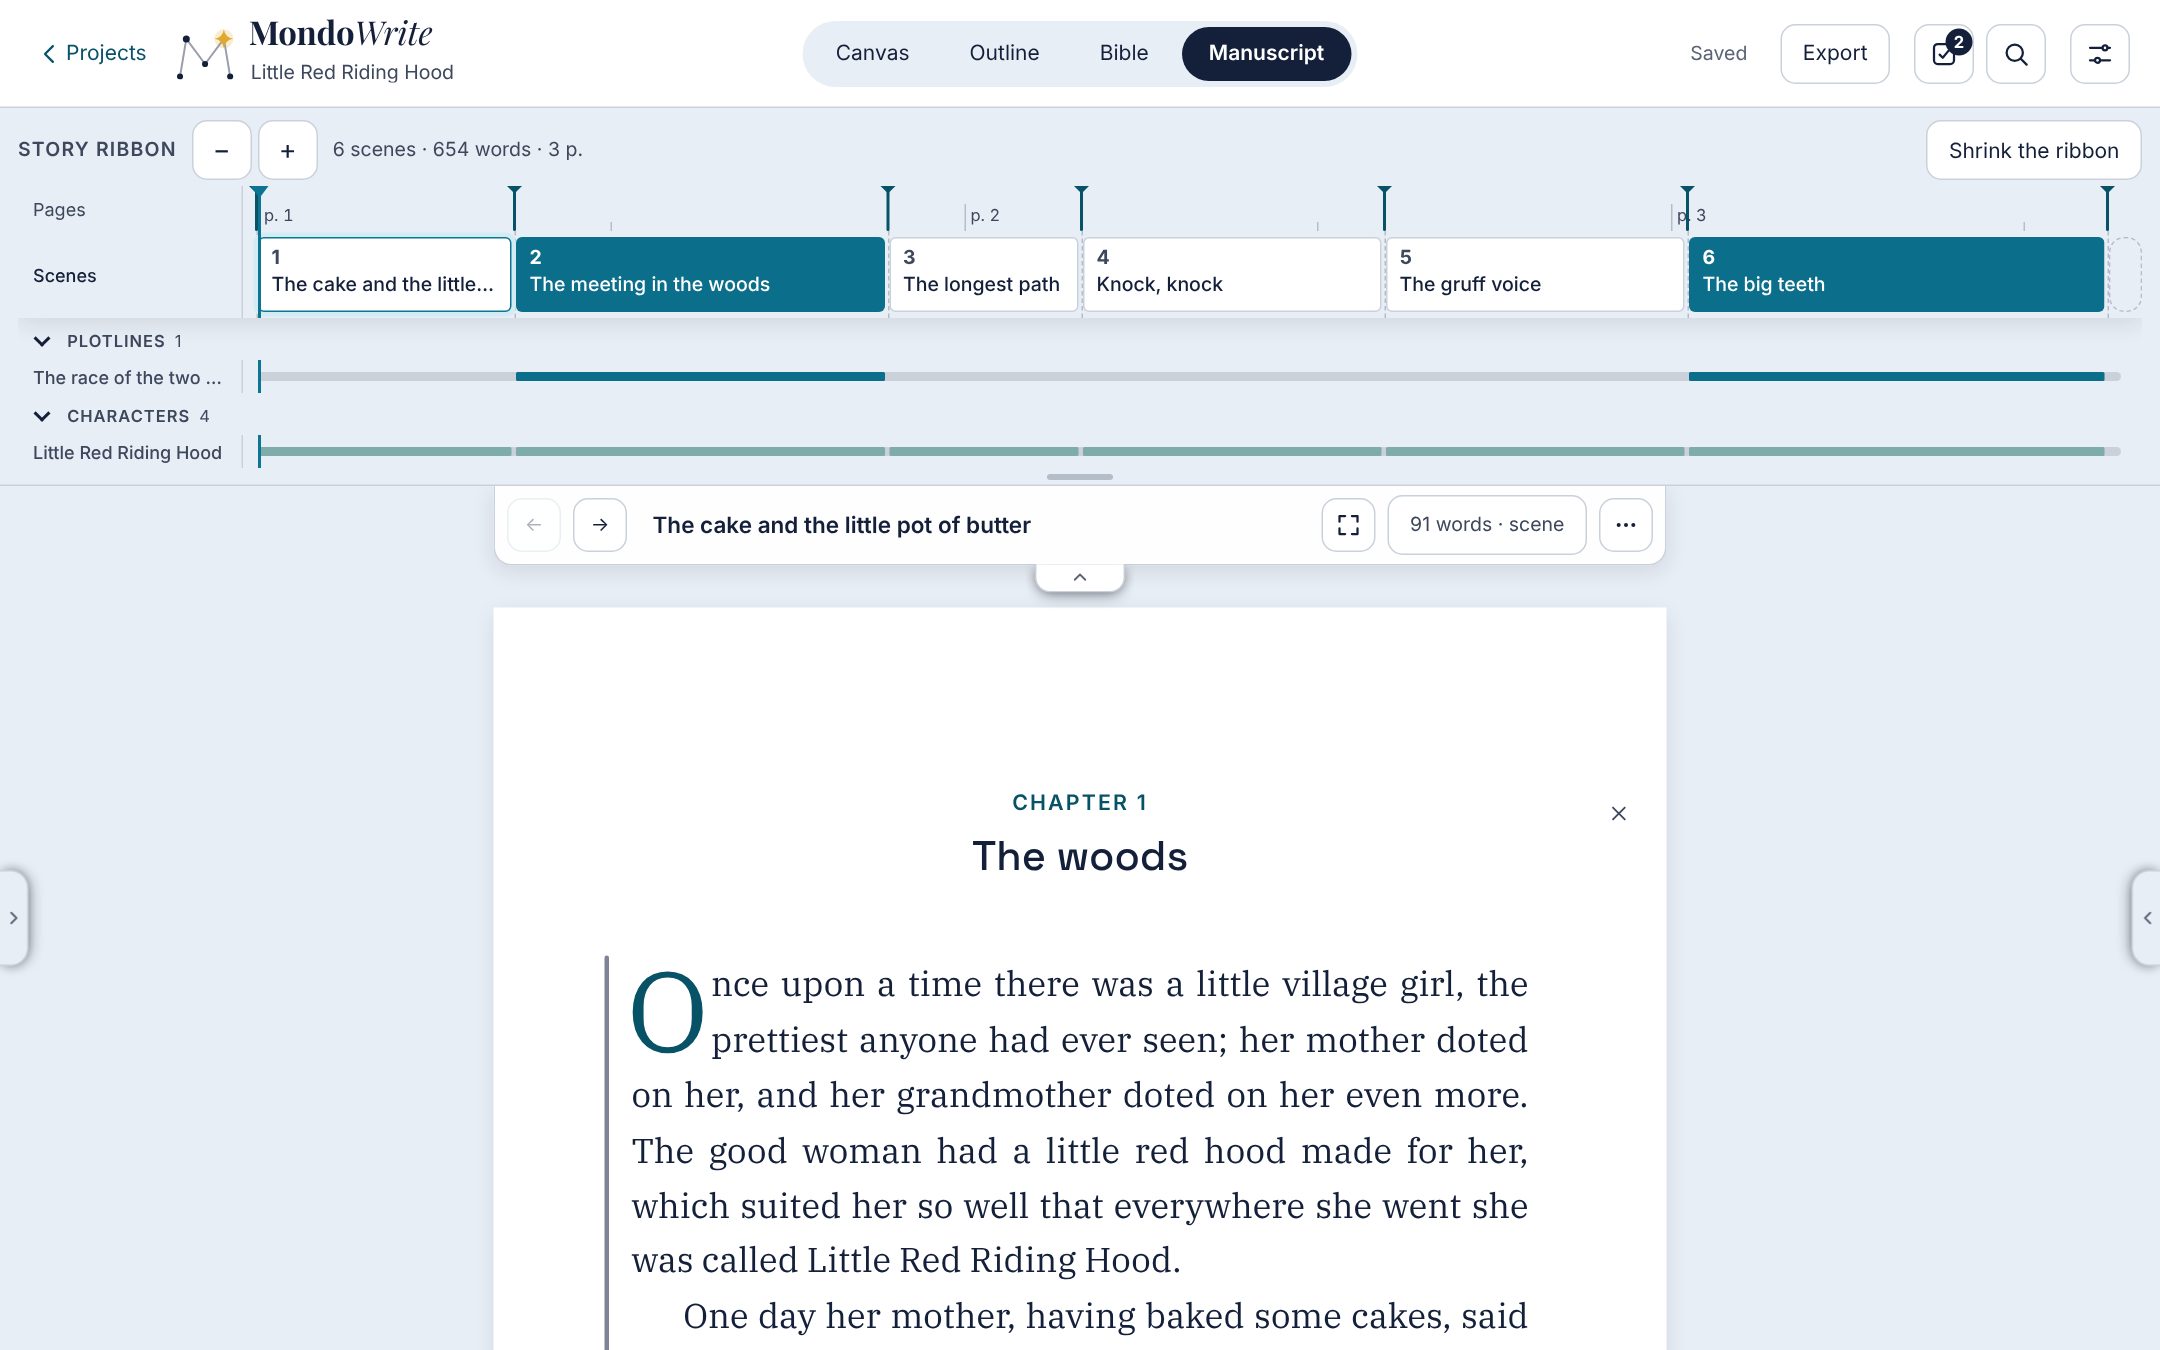 Projects
MondoWrite
Little Red Riding Hood
Canvas
Outline
Bible
Manuscript
Saved
Export
2
STORY RIBBON
−
+
6 scenes · 654 words · 3 p.
Shrink the ribbon
Pages
p. 1
p. 2
p. 3
Scenes
1
The cake and the little...
2
The meeting in the woods
3
The longest path
4
Knock, knock
5
The gruff voice
6
The big teeth
PLOTLINES 1
The race of the two ...
CHARACTERS 4
Little Red Riding Hood
The cake and the little pot of butter
91 words · scene
CHAPTER 1
The woods
Once upon a time there was a little village girl, the
prettiest anyone had ever seen; her mother doted
on her, and her grandmother doted on her even more.
The good woman had a little red hood made for her,
which suited her so well that everywhere she went she
was called Little Red Riding Hood.
One day her mother, having baked some cakes, said